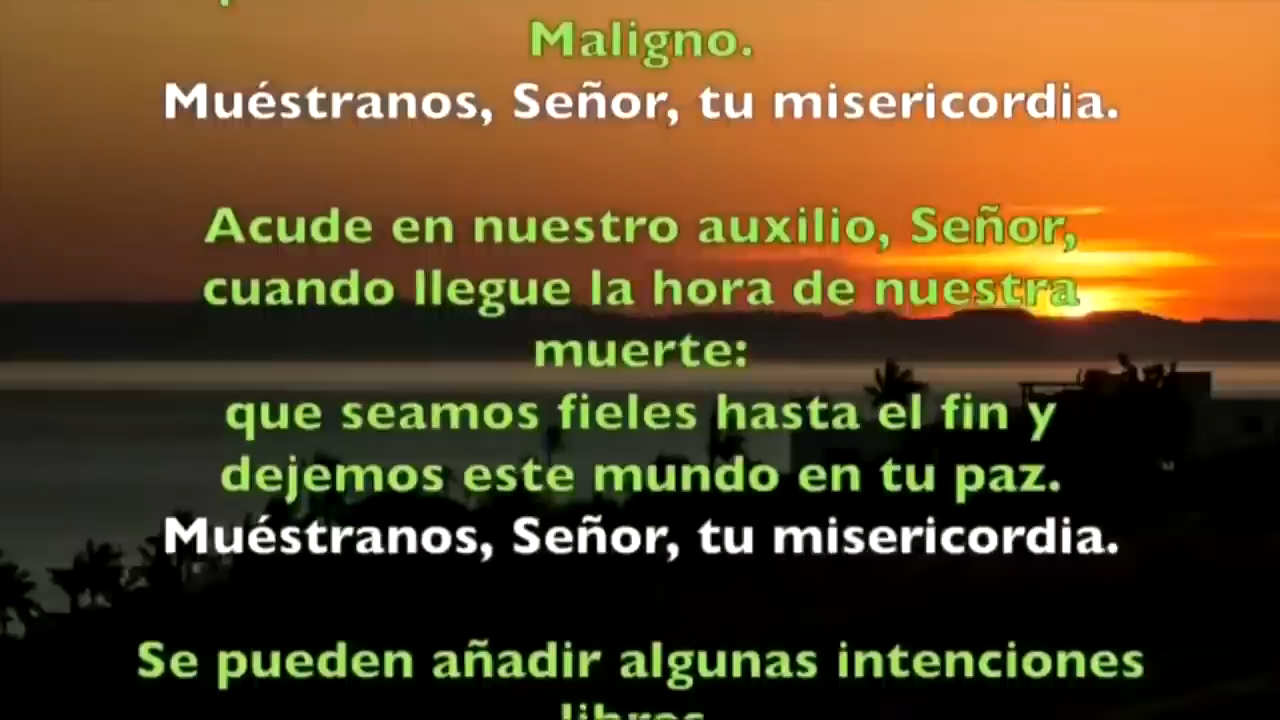 Maligno.
Muéstranos, Señor, tu misericordia.
Acude en nuestro auxilio, Señor,
cuando llegue la hora de nuestra
muerte:
que seamos fieles hasta el fin y
dejemos este mundo en tu paz.
Muéstranos, Señor, tu misericordia.
Se pueden añadir algunas intenciones
libres